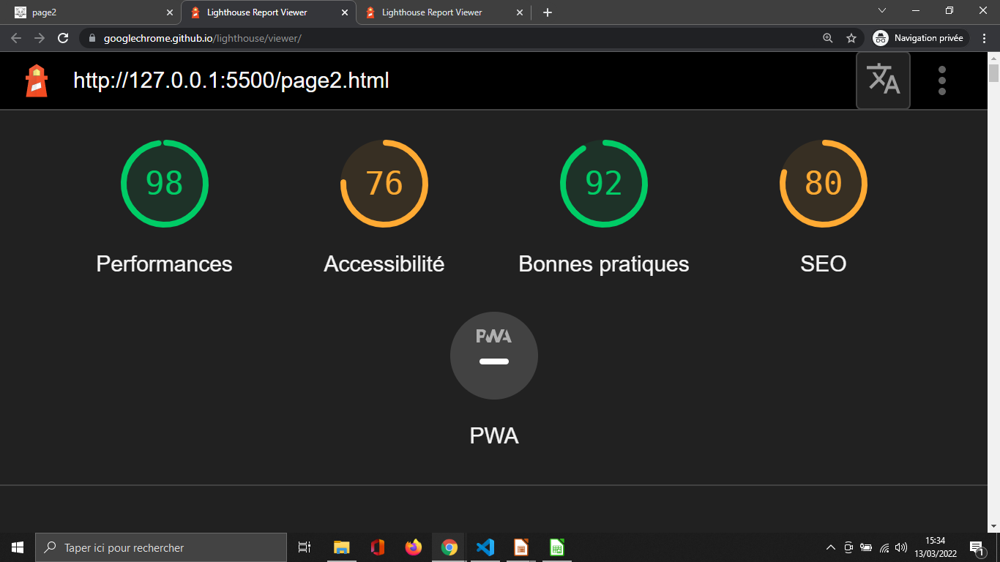 page2
Lighthouse Report Viewer
Lighthouse Report Viewer
googlechrome.github.io/lighthouse/viewer/
Navigation privée
http://127.0.0.1:5500/page2.html
98
76
92
80
Performances
Accessibilité
Bonnes pratiques
SEO
PWA
PWA
Taper ici pour rechercher
15:34
13/03/2022
1